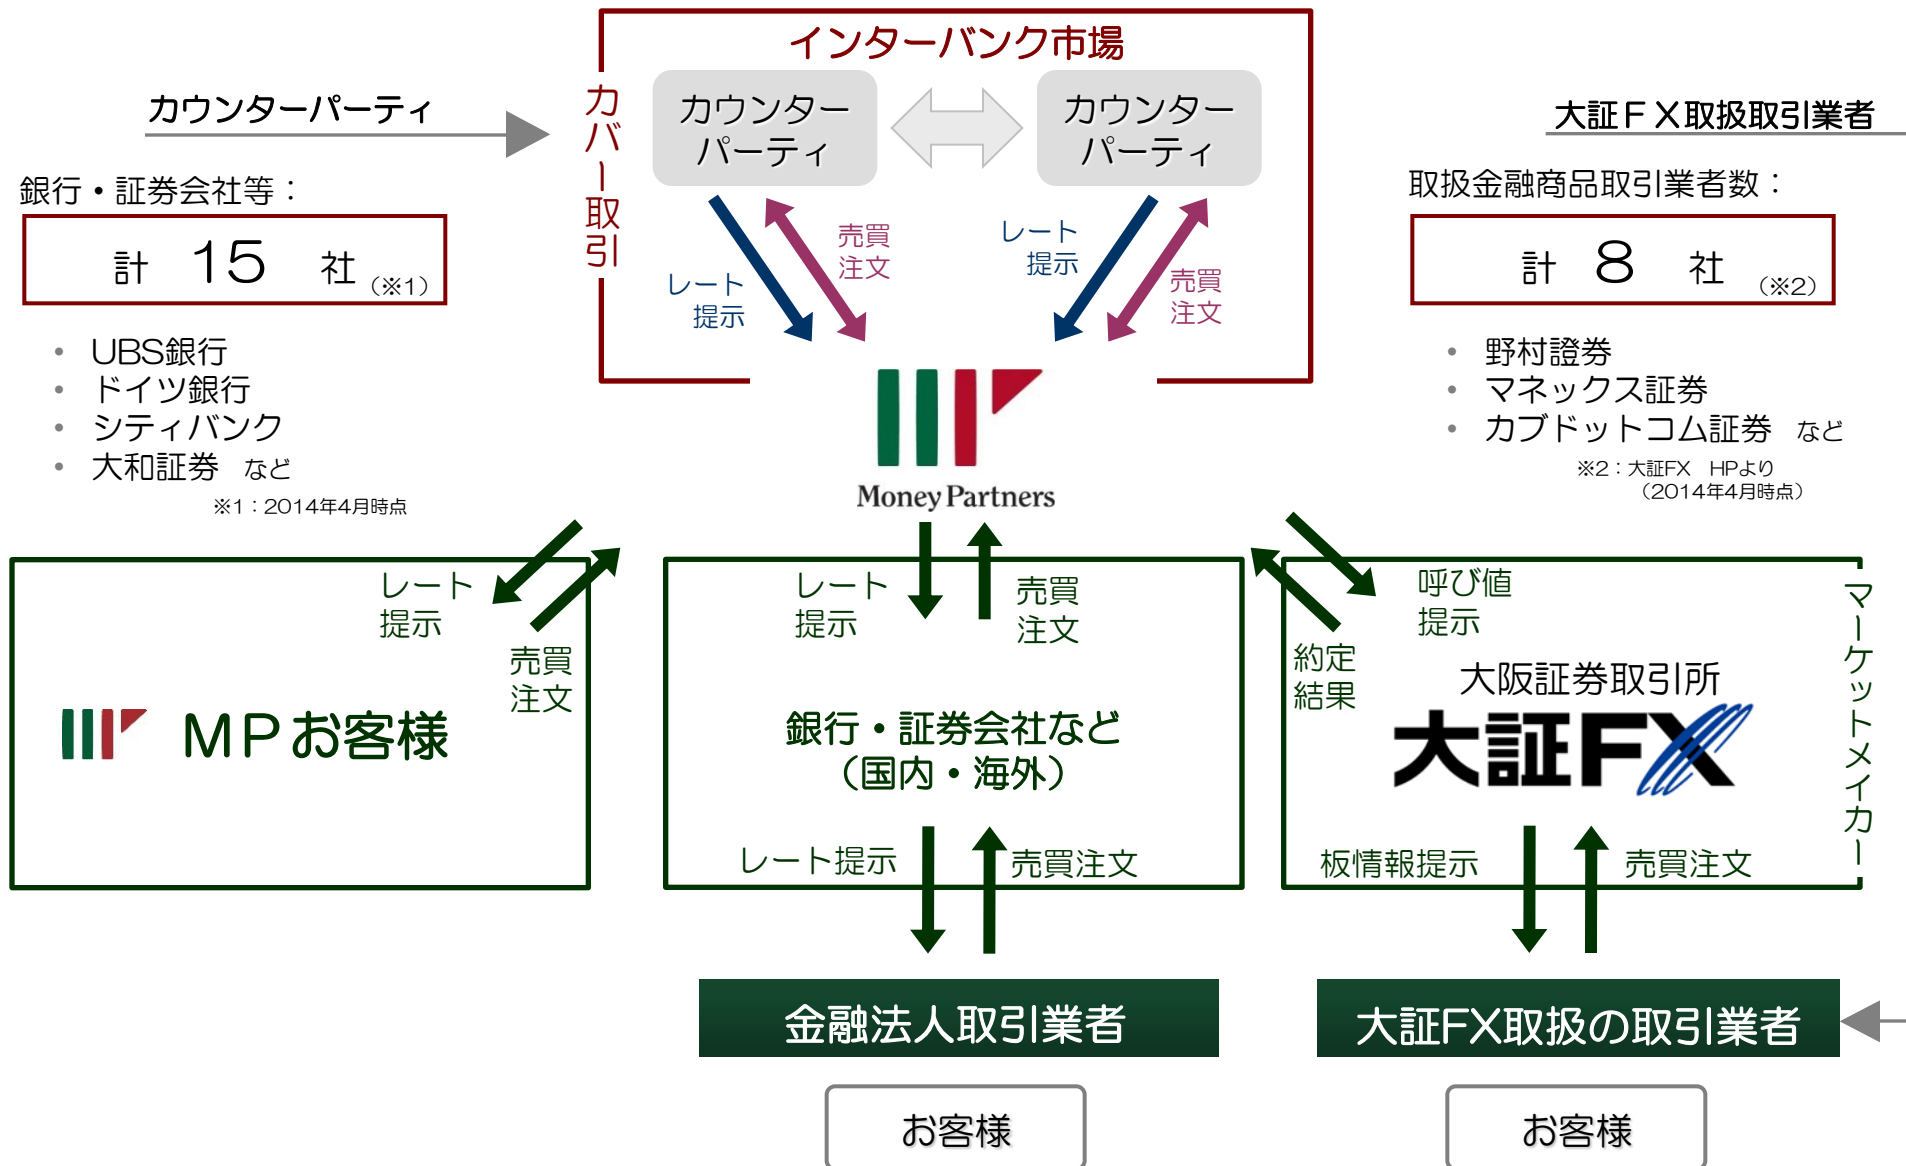 インターバンク市場
カバー取引
カウンター
パーティ
カウンター
パーティ
レート
提示
売買
注文
レート
提示
売買
注文
カウンターパーティ
銀行・証券会社等：
計 15 社 （※1）
• UBS銀行
• ドイツ銀行
• シティバンク
• 大和証券 など
※1：2014年4月時点
大証ＦＸ取扱取引業者
取扱金融商品取引業者数：
計 8 社 （※2）
• 野村證券
• マネックス証券
• カブドットコム証券 など
※2：大証FX HPより
（2014年4月時点）
Money Partners
レート
提示
売買
注文
ＭＰお客様
レート
提示
売買
注文
銀行・証券会社など
（国内・海外）
レート提示
売買注文
呼び値
提示
約定
結果
マーケットメイカー
大阪証券取引所
大証FX
板情報提示
売買注文
金融法人取引業者
大証FX取扱の取引業者
お客様
お客様